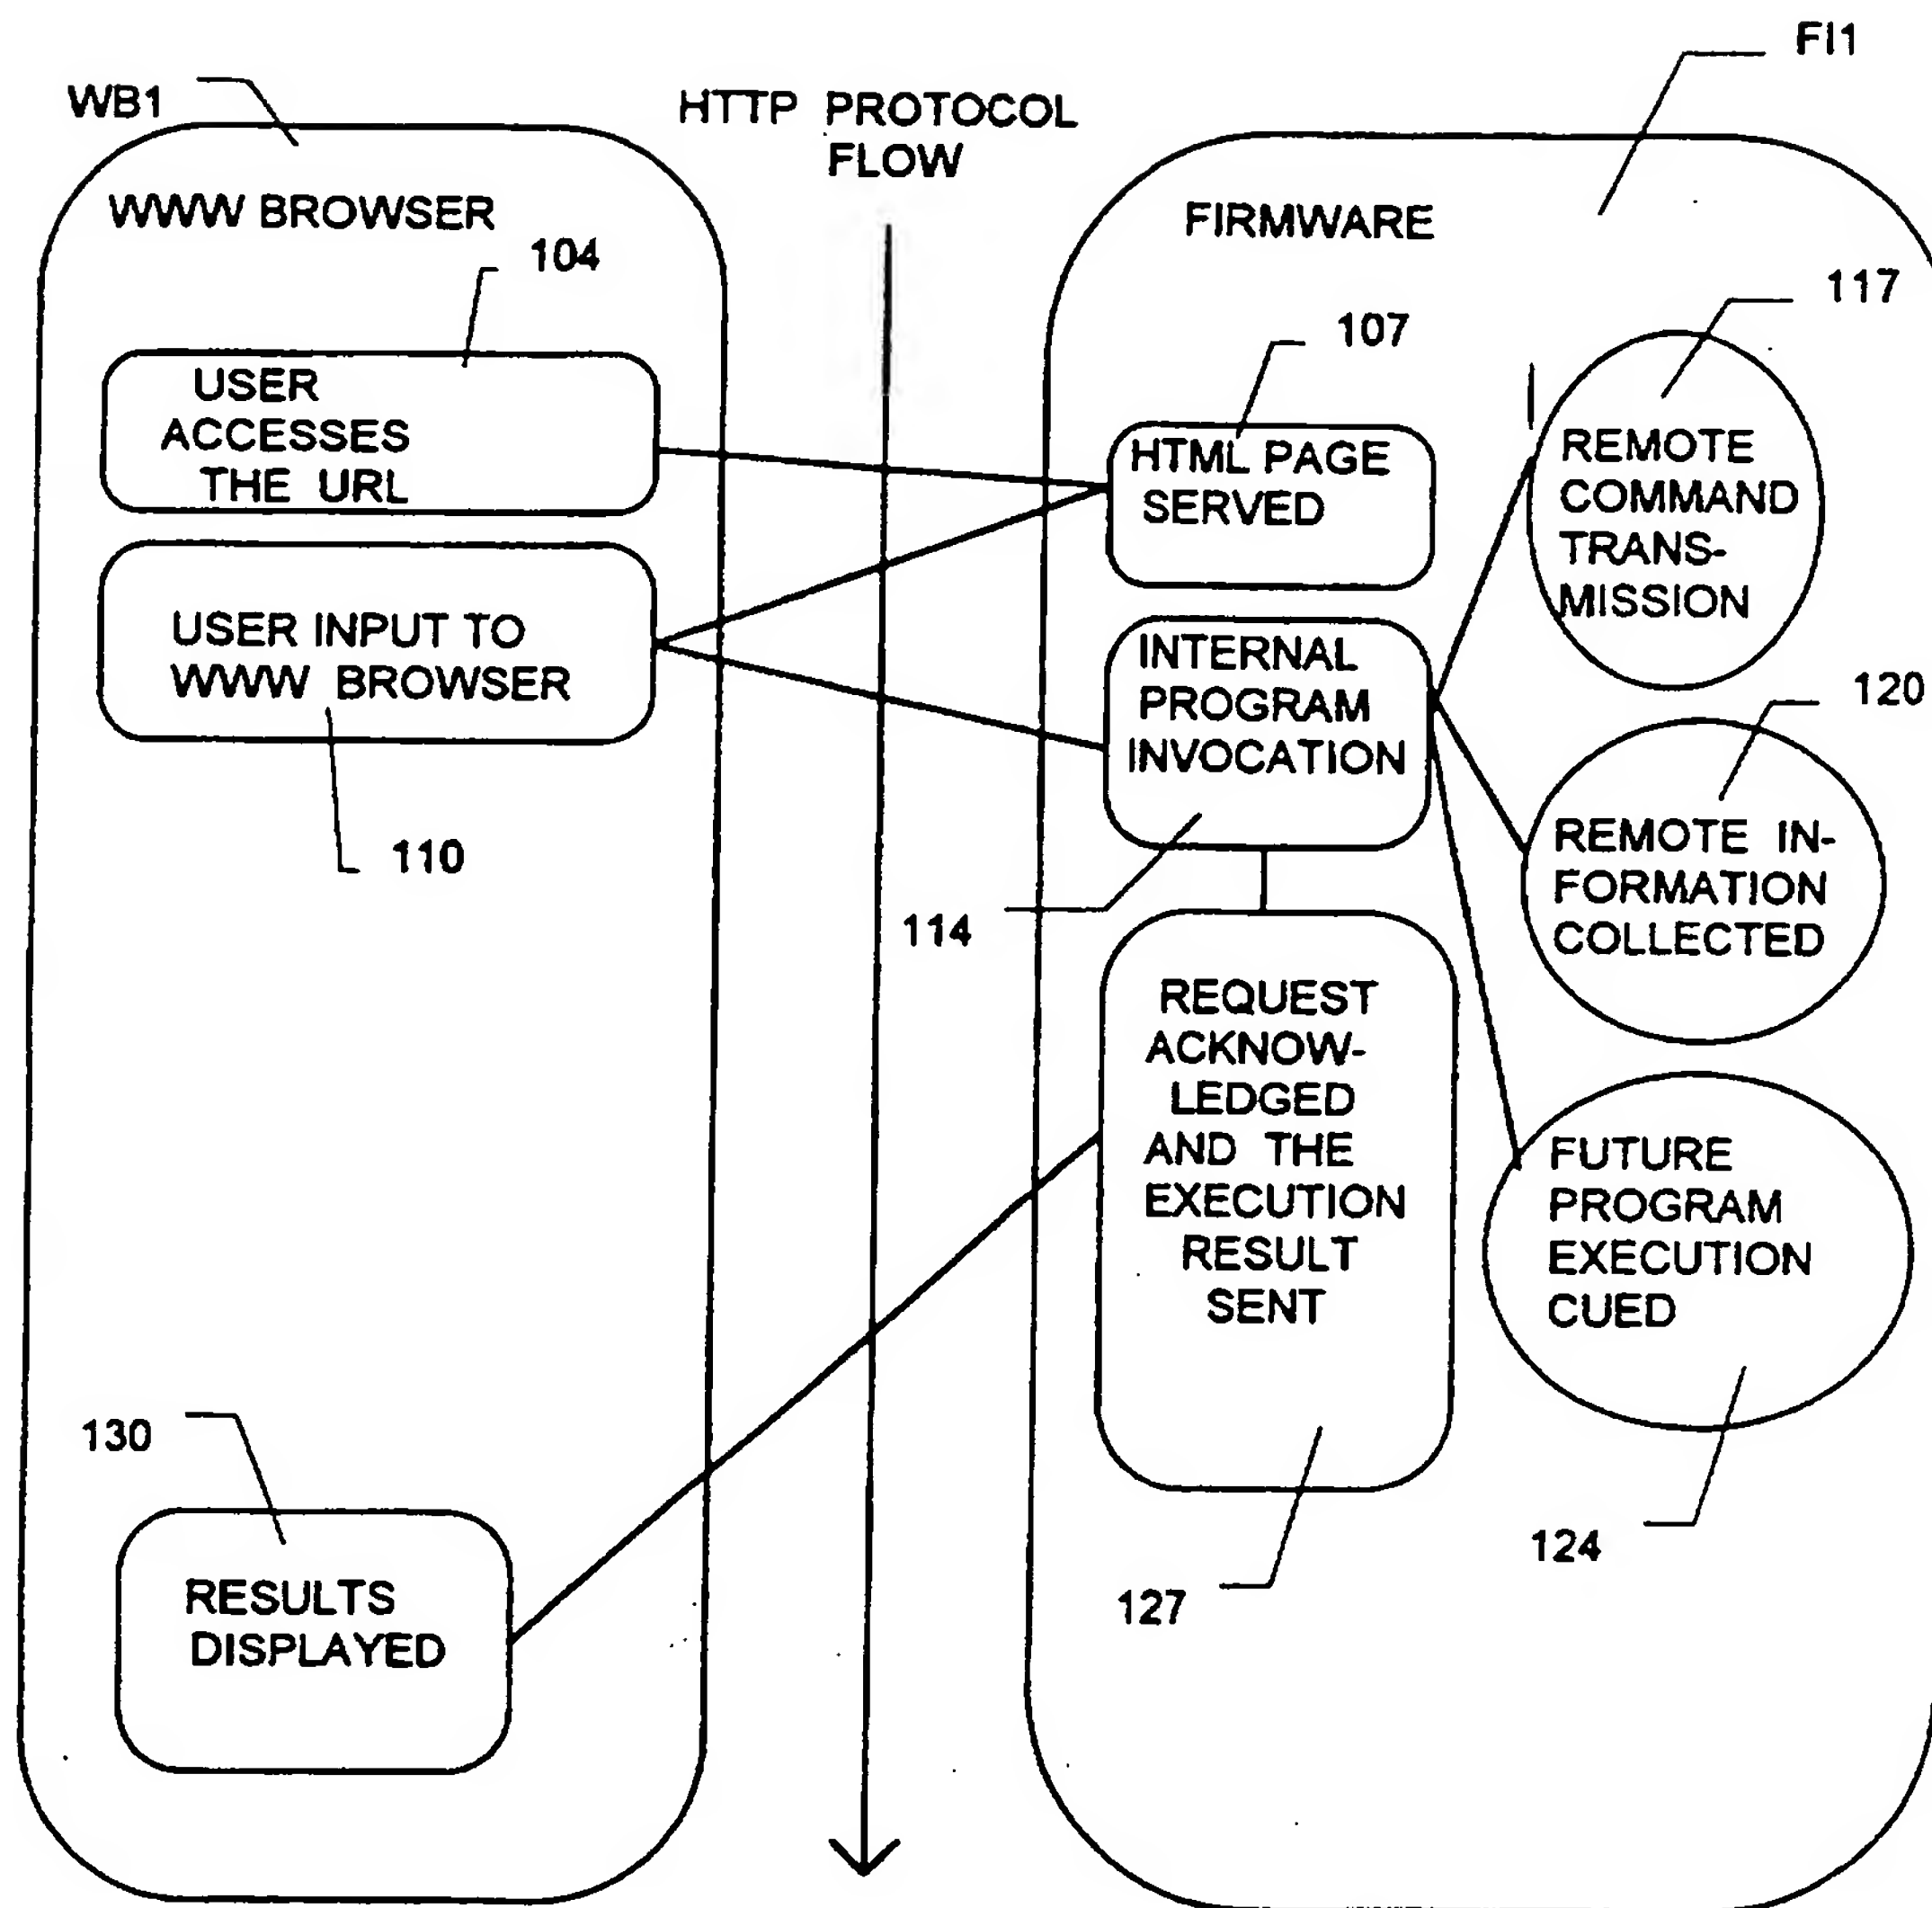 FI1
WB1
HTTP PROTOCOL
FLOW
WWW BROWSER
FIRMWARE
104
117
107
USER
ACCESSES
THE URL
HTML PAGE
SERVED
REMOTE
COMMAND
TRANS-
MISSION
USER INPUT TO
WWW BROWSER
110
INTERNAL
PROGRAM
INVOCATION
114
120
REMOTE IN-
FORMATION
COLLECTED
REQUEST
ACKNOW-
LEDGED
AND THE
EXECUTION
RESULT
SENT
FUTURE
PROGRAM
EXECUTION
CUED
130
RESULTS
DISPLAYED
127
124